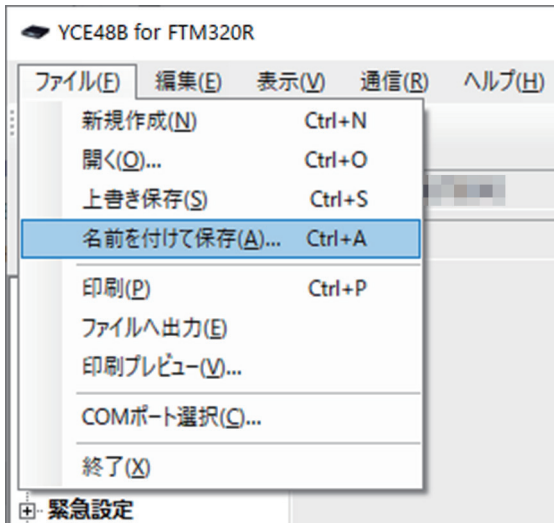 YCE48B for FTM320R
ファイル(F) 編集(E) 表示(V) 通信(R) ヘルプ(H)
新規作成(N) Ctrl+N
開く(O)... Ctrl+O
上書き保存(S) Ctrl+S
名前を付けて保存(A)... Ctrl+A
印刷(P) Ctrl+P
ファイルへ出力(E)
印刷プレビュー(V)...
COMポート選択(C)...
終了(X)
緊急設定